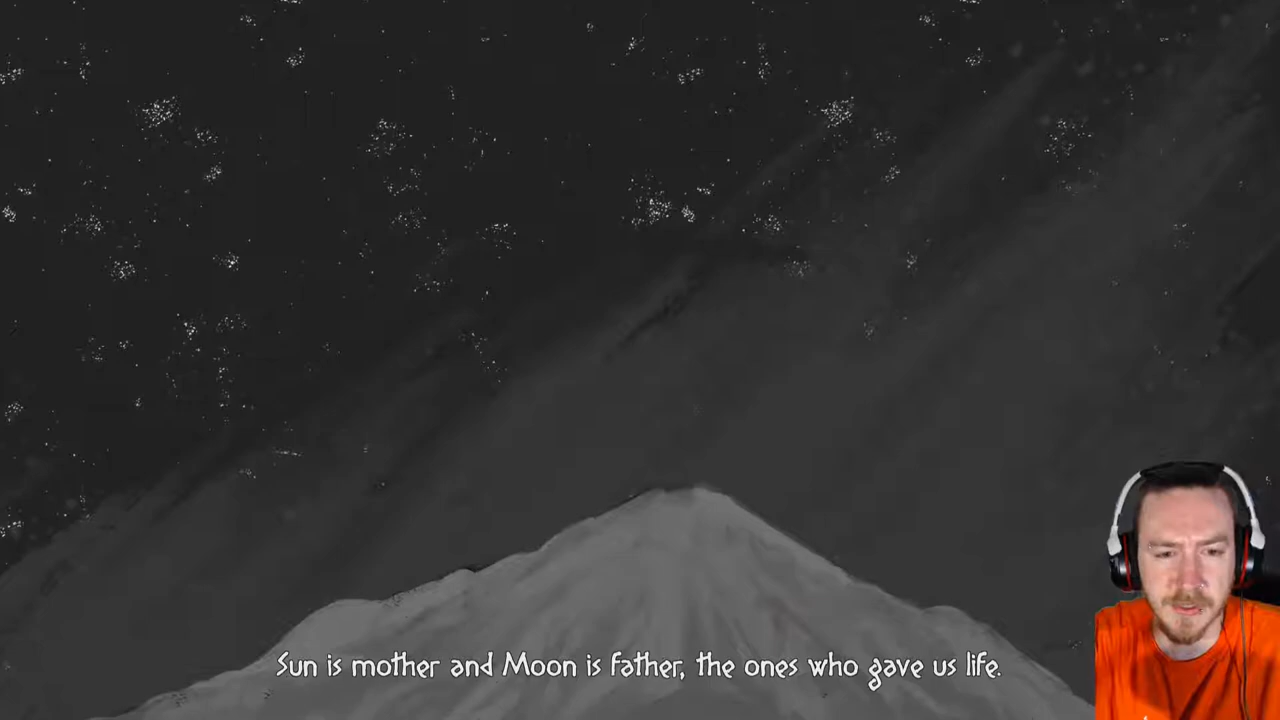 Sun is mother and Moon is father, the ones who gave us life.